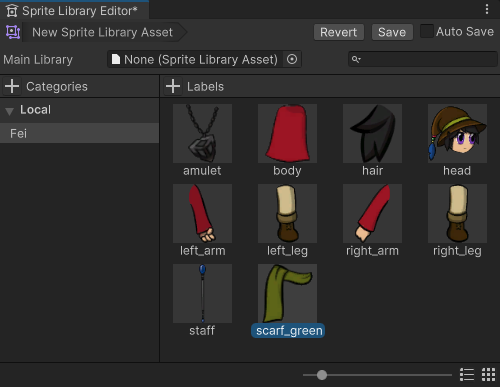 Sprite Library Editor*
New Sprite Library Asset
Revert
Save
Auto Save
Main Library
None (Sprite Library Asset)
Categories
Labels
Local
Fei
amulet
body
hair
head
left_arm
left_leg
right_arm
right_leg
staff
scarf_green